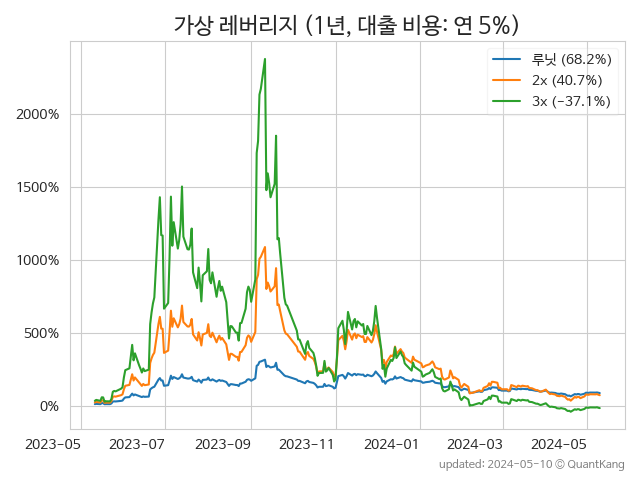 가상 레버리지 (1년, 대출 비용: 연 5%)
루닛 (68.2%)
2x (40.7%)
3x (−37.1%)
2000%
1500%
1000%
500%
0%
2023-05 2023-07 2023-09 2023-11 2024-01 2024-03 2024-05
updated: 2024-05-10 © QuantKang